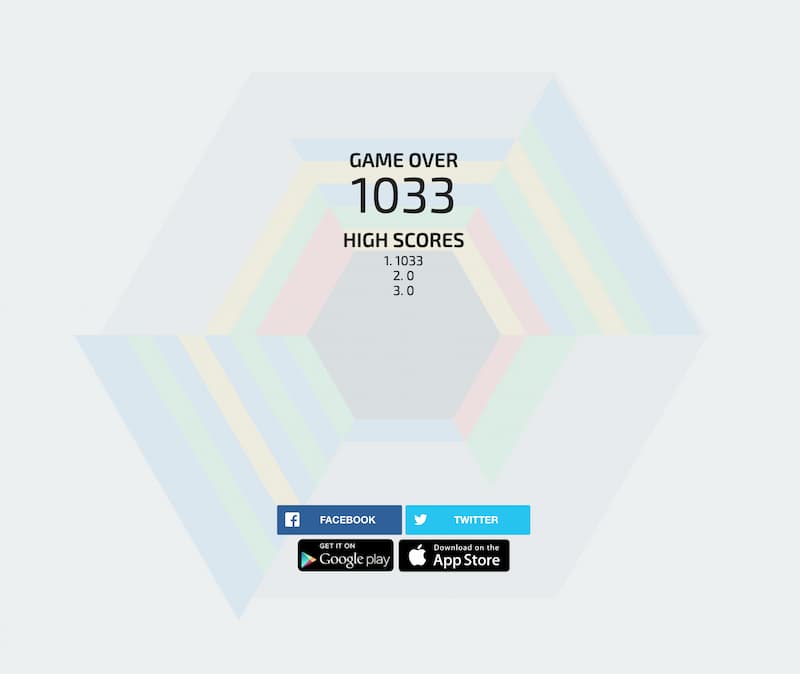 GAME OVER
1033
HIGH SCORES
1. 1033
2. 0
3. 0
FACEBOOK
TWITTER
GET IT ON
Google play
Download on the
App Store